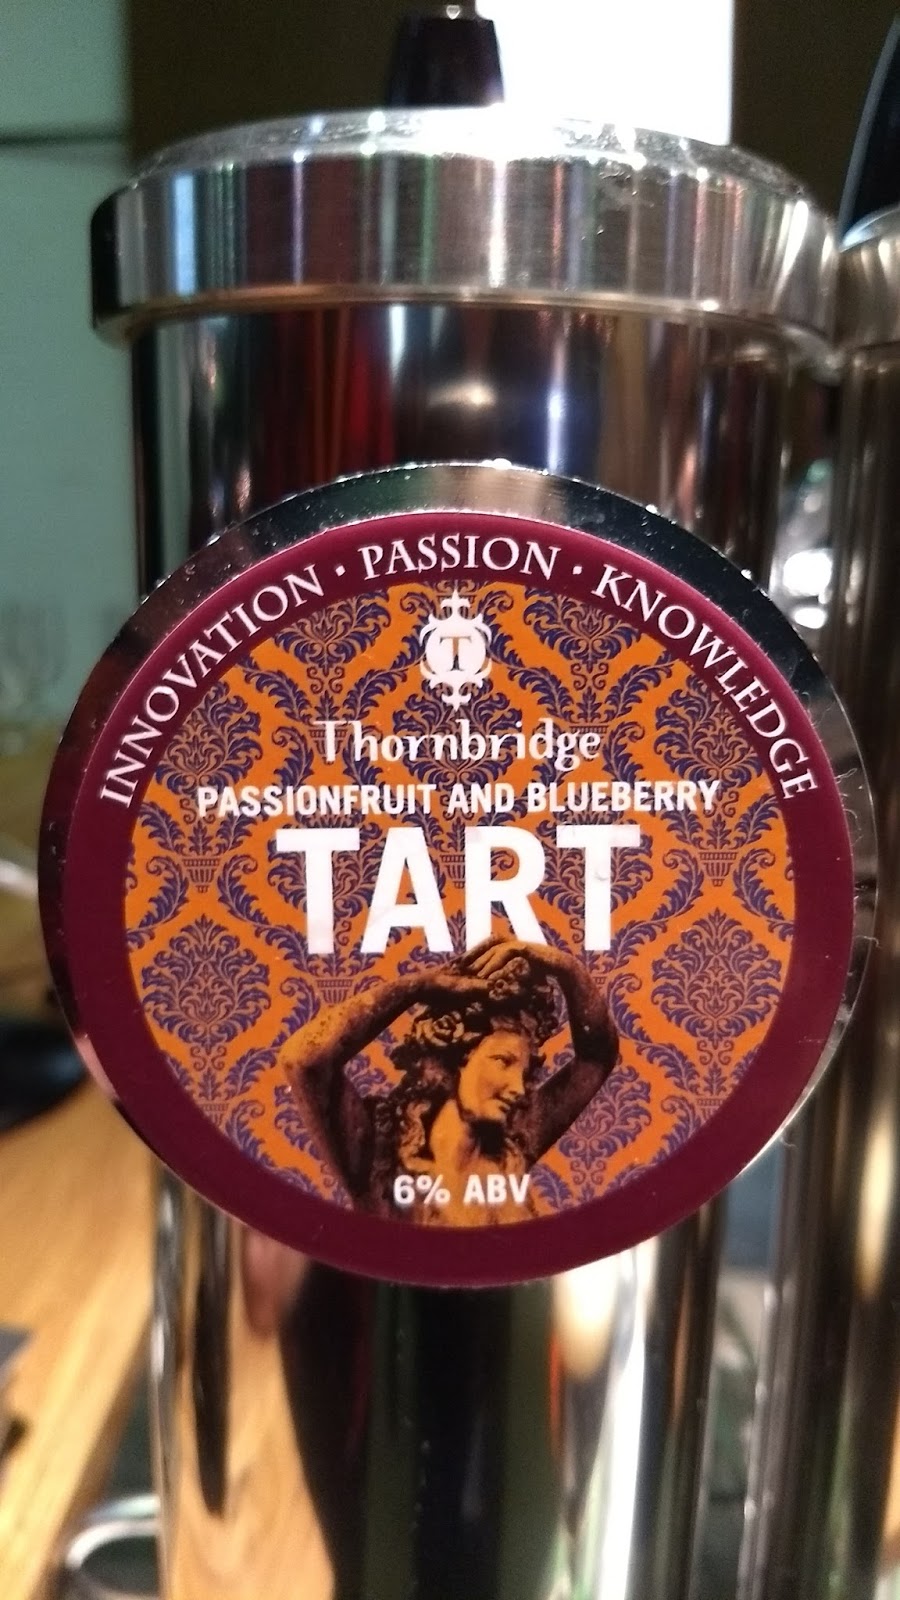 INNOVATION · PASSION · KNOWLEDGE
T
Thornbridge
PASSIONFRUIT AND BLUEBERRY
TART
6% ABV